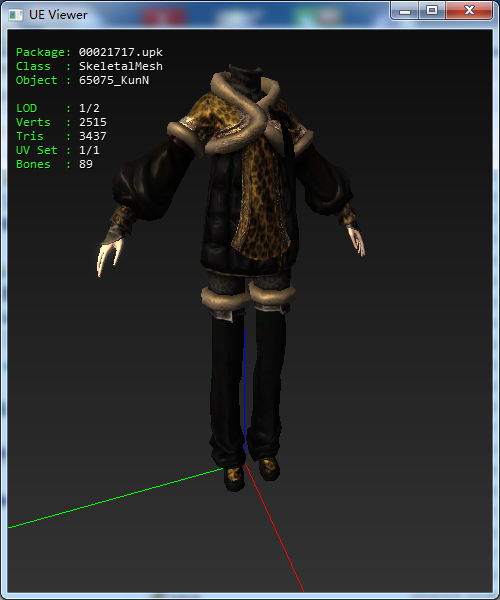 UE Viewer
Package: 00021717.upk
Class : SkeletalMesh
Object : 65075_KunN
LOD : 1/2
Verts : 2515
Tris : 3437
UV Set : 1/1
Bones : 89